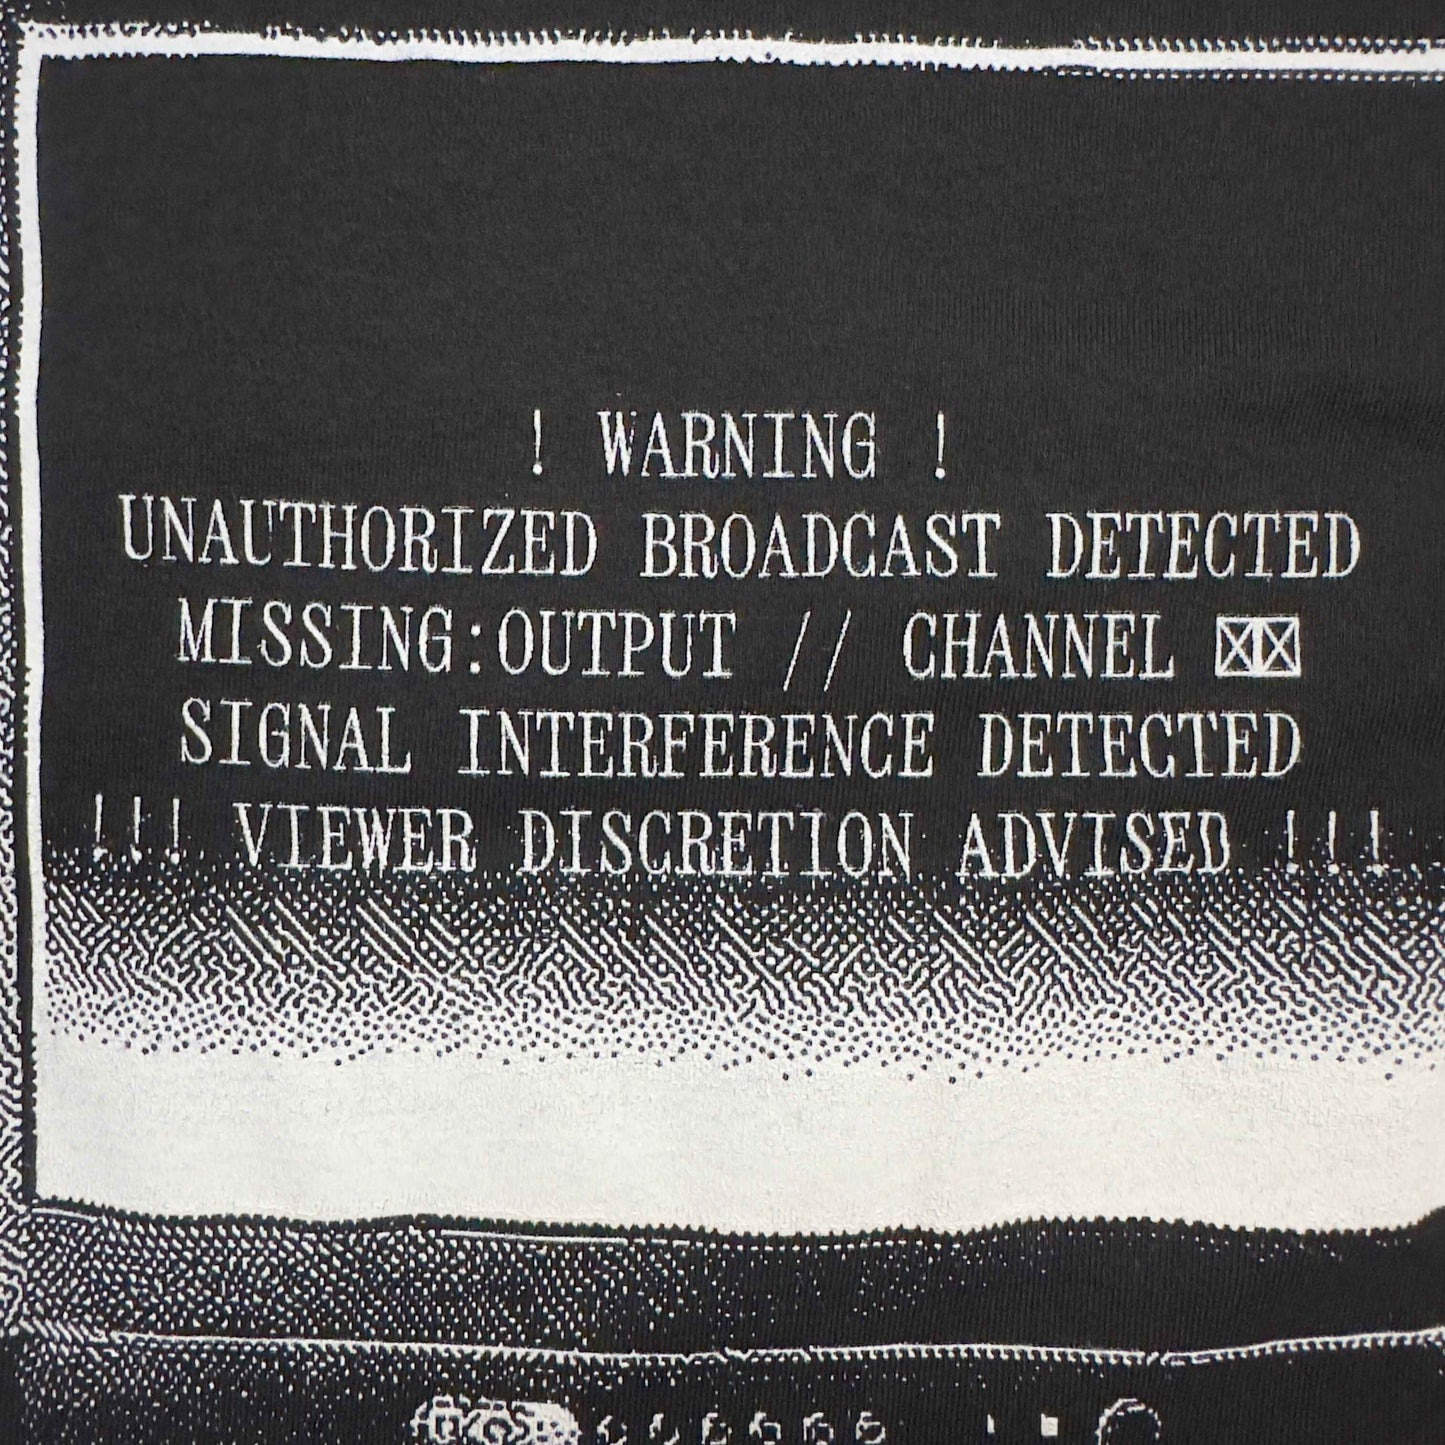 ! WARNING !
UNAUTHORIZED BROADCAST DETECTED
MISSING:OUTPUT // CHANNEL ☒☒
SIGNAL INTERFERENCE DETECTED
!!! VIEWER DISCRETION ADVISED !!!